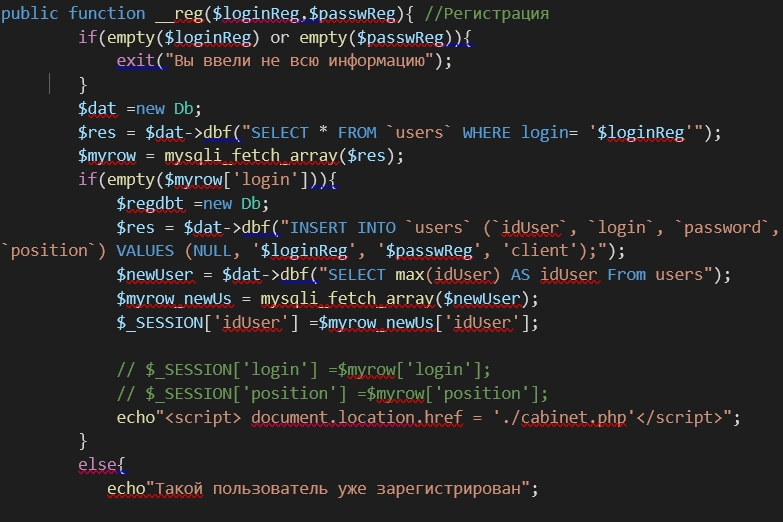 public function __reg($loginReg,$passwReg){ //Регистрация
if(empty($loginReg) or empty($passwReg)){
exit("Вы ввели не всю информацию");
}
$dat =new Db;
$res = $dat->dbf("SELECT * FROM `users` WHERE login= '$loginReg'");
$myrow = mysqli_fetch_array($res);
if(empty($myrow['login'])){
$regdbt =new Db;
$res = $dat->dbf("INSERT INTO `users` (`idUser`, `login`, `password`,
`position`) VALUES (NULL, '$loginReg', '$passwReg', 'client');");
$newUser = $dat->dbf("SELECT max(idUser) AS idUser From users");
$myrow_newUs = mysqli_fetch_array($newUser);
$_SESSION['idUser'] =$myrow_newUs['idUser'];
// $_SESSION['login'] =$myrow['login'];
// $_SESSION['position'] =$myrow['position'];
echo"<script> document.location.href = './cabinet.php'</script>";
}
else{
echo"Такой пользователь уже зарегистрирован";